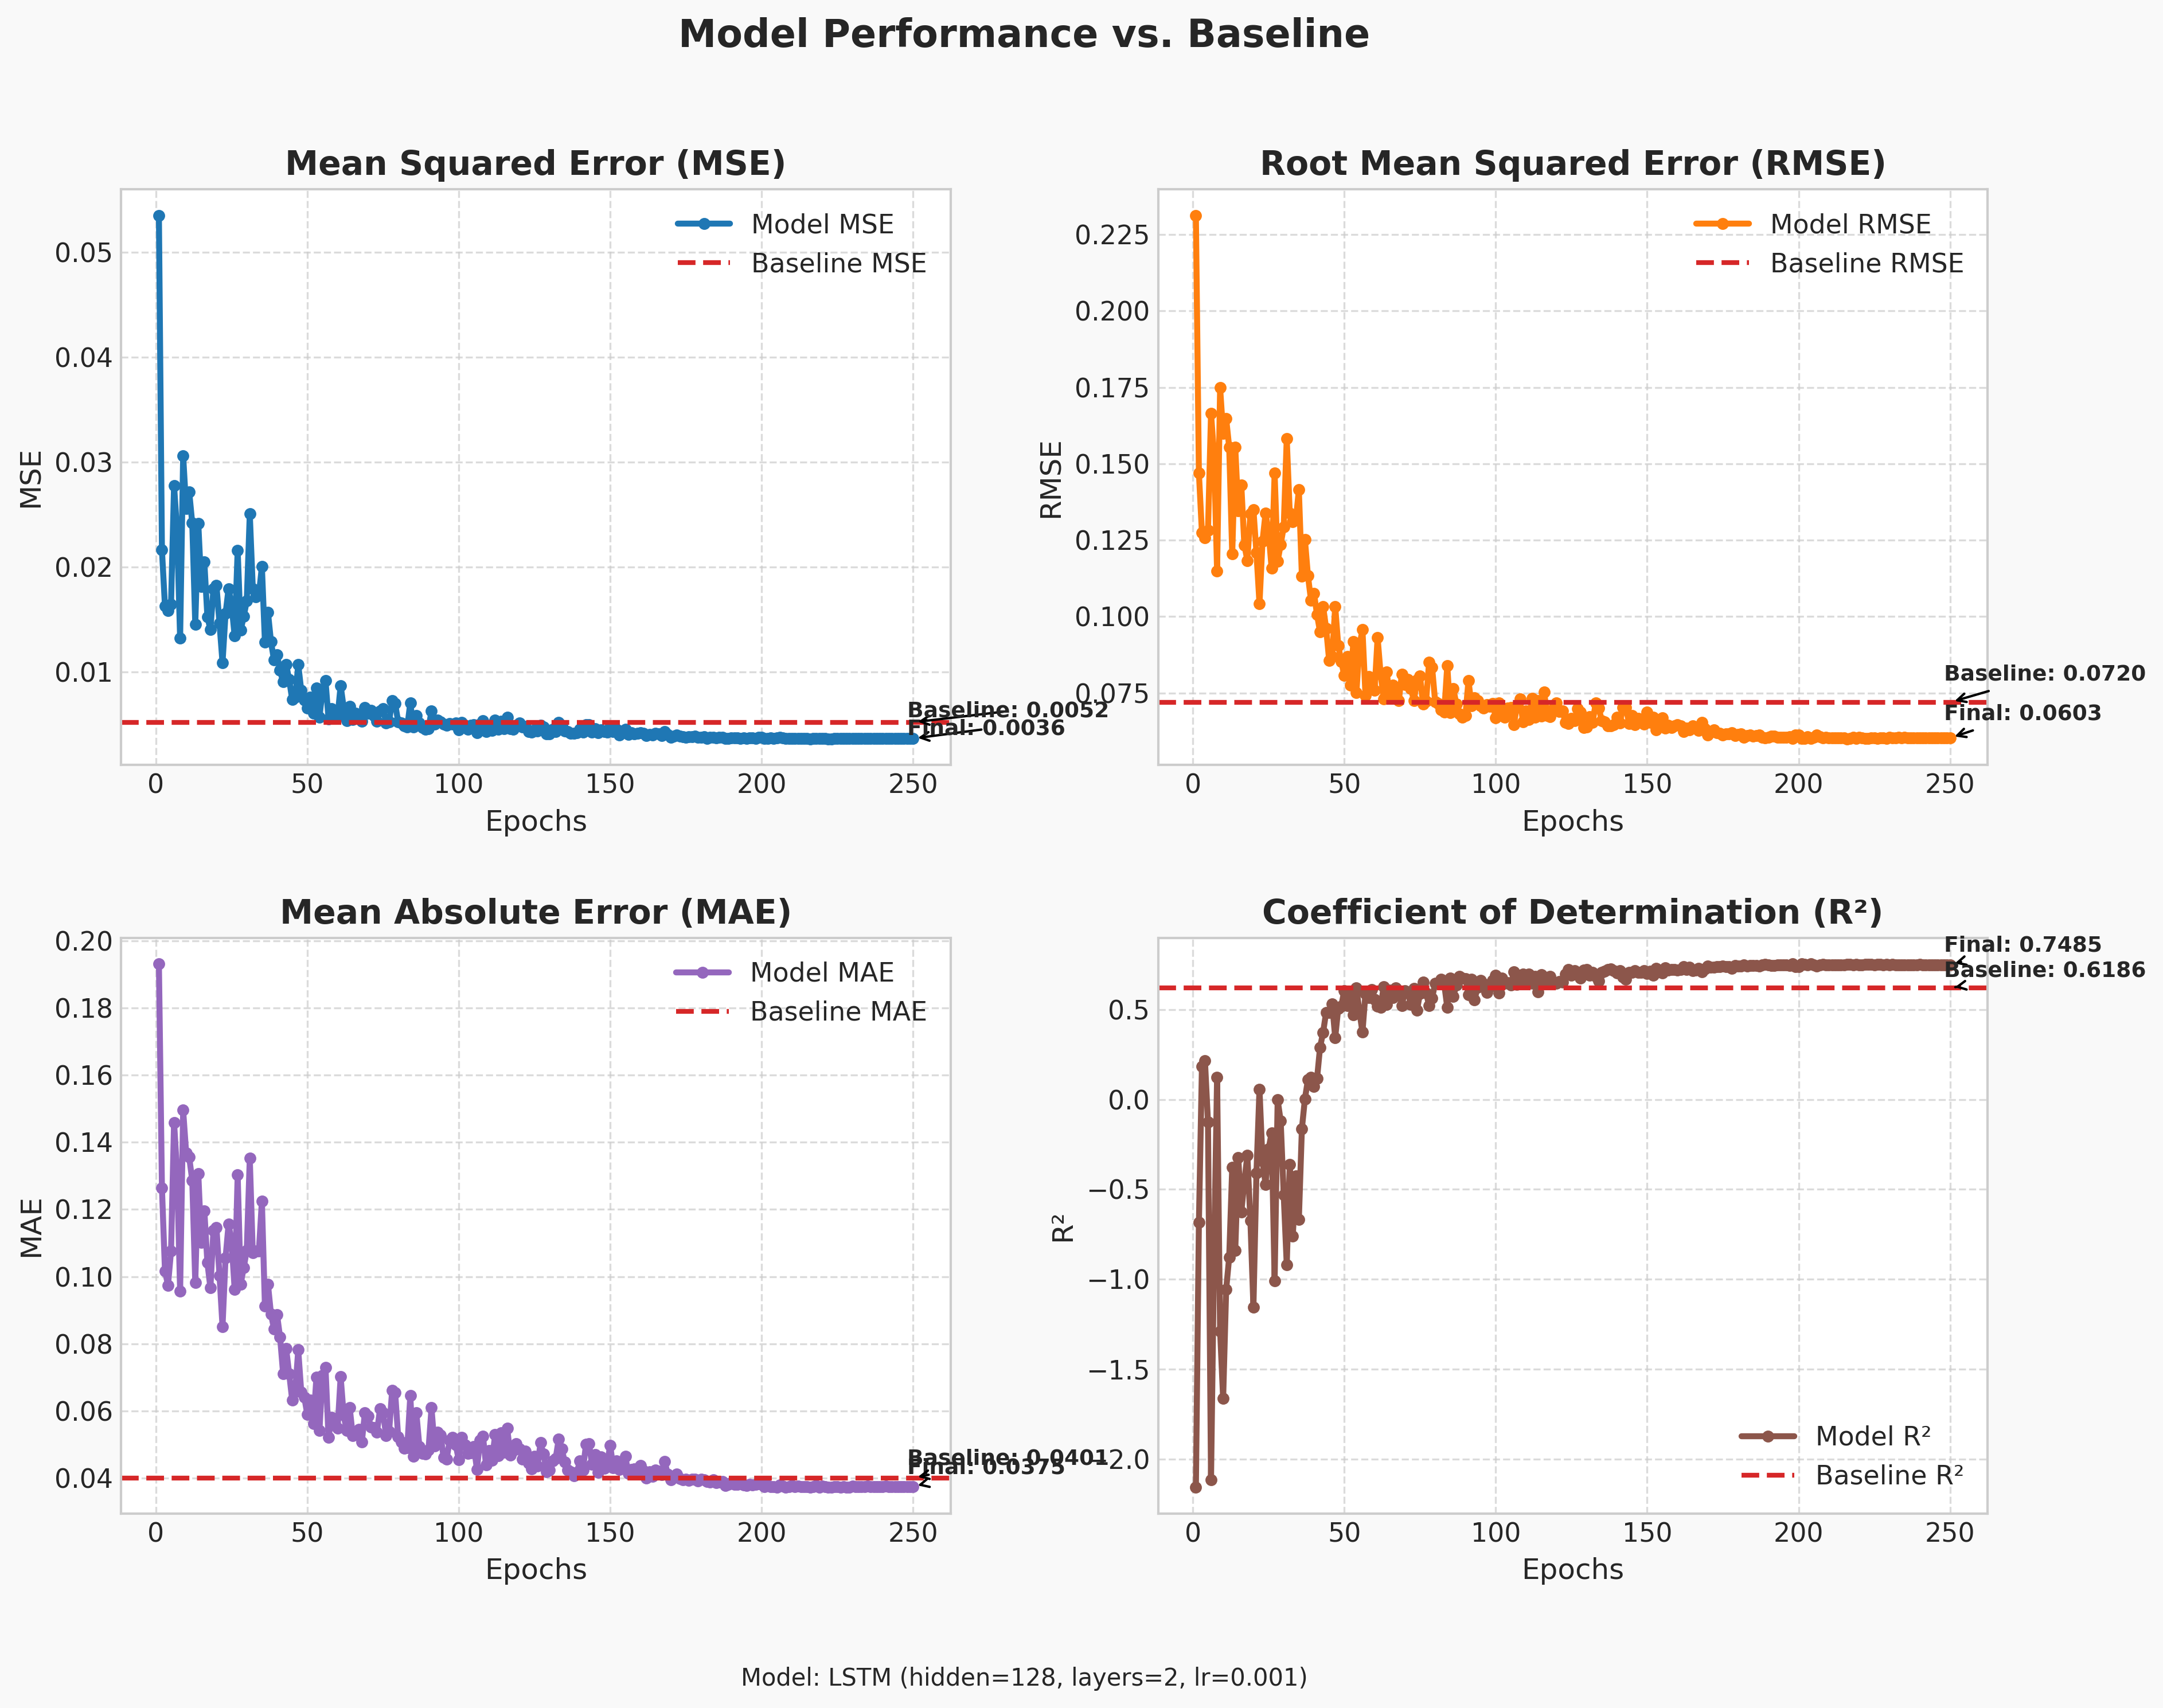 Model Performance vs. Baseline
Mean Squared Error (MSE)
MSE
0.05
0.04
0.03
0.02
0.01
Model MSE
Baseline MSE
Baseline: 0.0052
Final: 0.0036
0 50 100 150 200 250
Epochs
Root Mean Squared Error (RMSE)
RMSE
0.225
0.200
0.175
0.150
0.125
0.100
0.075
Model RMSE
Baseline RMSE
Baseline: 0.0720
Final: 0.0603
0 50 100 150 200 250
Epochs
Mean Absolute Error (MAE)
MAE
0.20
0.18
0.16
0.14
0.12
0.10
0.08
0.06
0.04
Model MAE
Baseline MAE
Baseline: 0.0401
Final: 0.0375
0 50 100 150 200 250
Epochs
Coefficient of Determination (R²)
R²
0.5
0.0
−0.5
−1.0
−1.5
−2.0
Final: 0.7485
Baseline: 0.6186
Model R²
Baseline R²
0 50 100 150 200 250
Epochs
Model: LSTM (hidden=128, layers=2, lr=0.001)